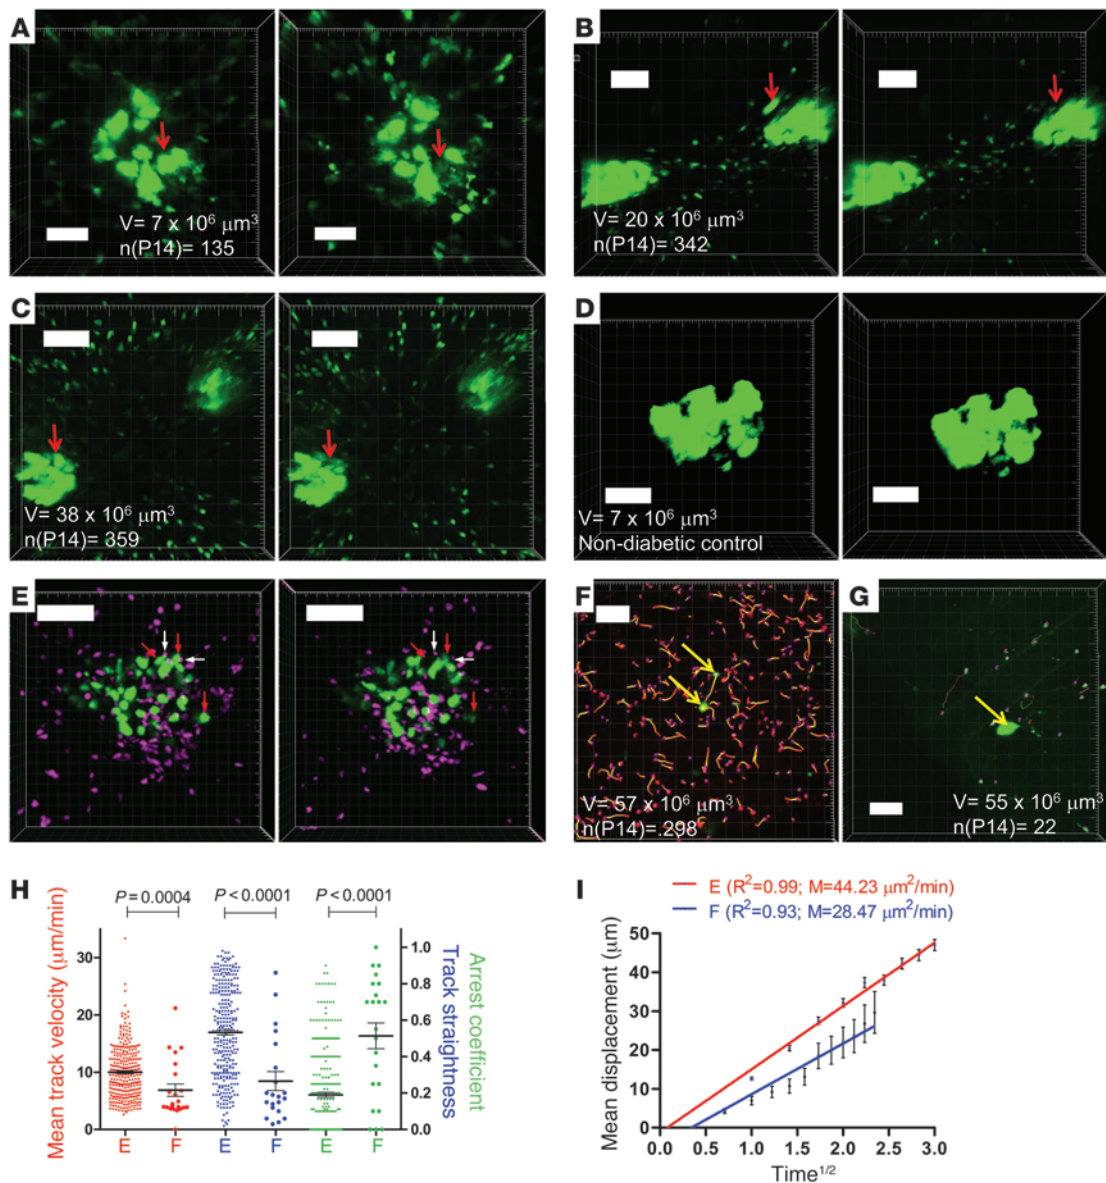 A
V= 7 x 10⁶ μm³
n(P14)= 135
B
V= 20 x 10⁶ μm³
n(P14)= 342
C
V= 38 x 10⁶ μm³
n(P14)= 359
D
V= 7 x 10⁶ μm³
Non-diabetic control
E
F
V= 57 x 10⁶ μm³
n(P14)= 298
G
V= 55 x 10⁶ μm³
n(P14)= 22
H
P = 0.0004
P < 0.0001
P < 0.0001
Mean track velocity (μm/min)
30
20
10
0
1.0
0.8
0.6
0.4
0.2
0.0
Track straightness
Arrest coefficient
E F E F E F
I
E (R²=0.99; M=44.23 μm²/min)
F (R²=0.93; M=28.47 μm²/min)
Mean displacement (μm)
50
40
30
20
10
0
0.0 0.5 1.0 1.5 2.0 2.5 3.0
Time¹/²